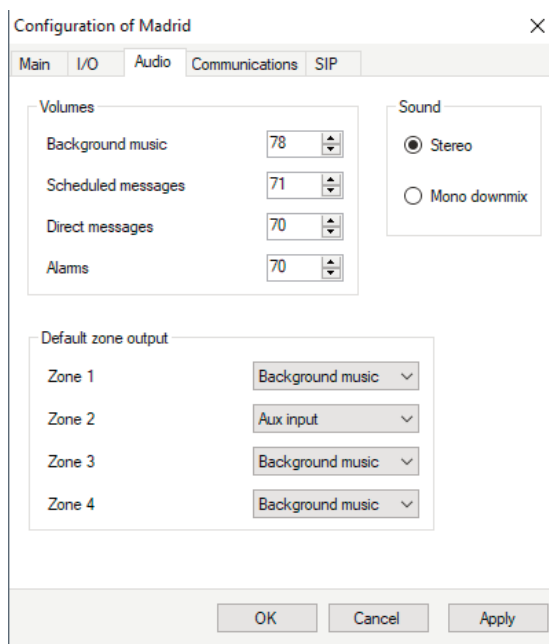 Configuration of Madrid
Main I/O Audio Communications SIP
Volumes
Background music 78
Scheduled messages 71
Direct messages 70
Alarms 70
Sound
Stereo
Mono downmix
Default zone output
Zone 1 Background music
Zone 2 Aux input
Zone 3 Background music
Zone 4 Background music
OK Cancel Apply